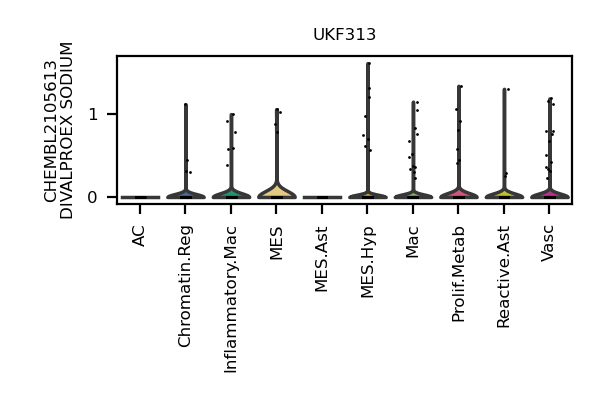 UKF313
CHEMBL2105613
DIVALPROEX SODIUM
1
0
AC
Chromatin.Reg
Inflammatory.Mac
MES
MES.Ast
MES.Hyp
Mac
Prolif.Metab
Reactive.Ast
Vasc